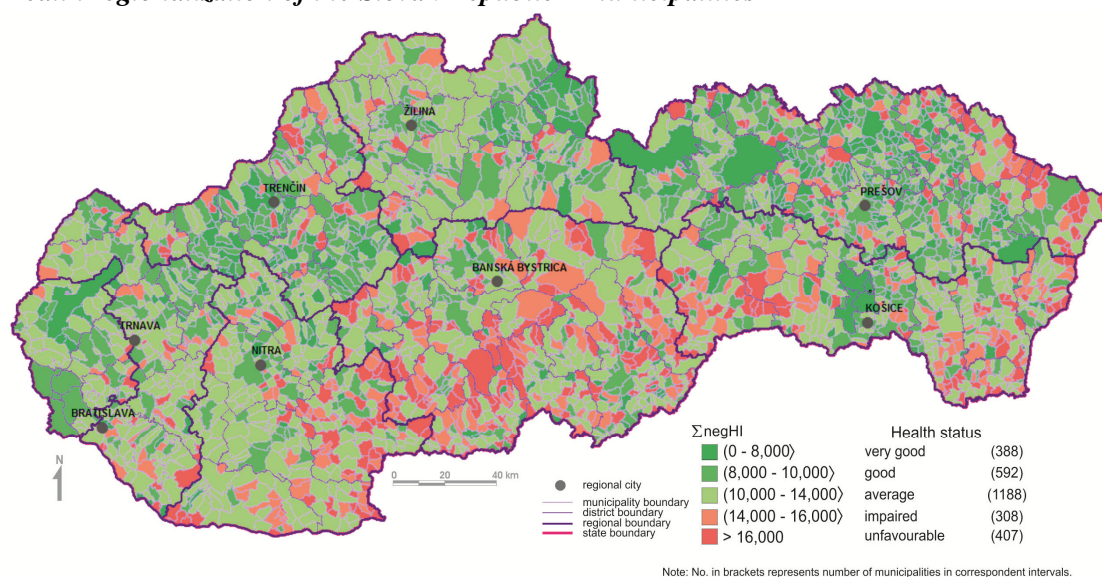 ŽILINA
TRENČÍN
PREŠOV
BANSKÁ BYSTRICA
KOŠICE
TRNAVA
NITRA
BRATISLAVA
N
0 20 40 km
regional city
municipality boundary
district boundary
regional boundary
state boundary
ΣnegHI Health status
(0 - 8,000⟩ very good (388)
(8,000 - 10,000⟩ good (592)
(10,000 - 14,000⟩ average (1188)
(14,000 - 16,000⟩ impaired (308)
> 16,000 unfavourable (407)
Note: No. in brackets represents number of municipalities in correspondent intervals.